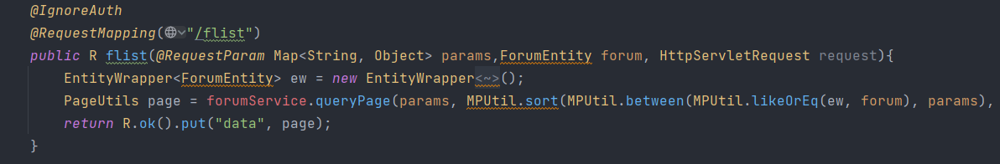 @IgnoreAuth
@RequestMapping("/flist")
public R flist(@RequestParam Map<String, Object> params,ForumEntity forum, HttpServletRequest request){
EntityWrapper<ForumEntity> ew = new EntityWrapper<~>();
PageUtils page = forumService.queryPage(params, MPUtil.sort(MPUtil.between(MPUtil.likeOrEq(ew, forum), params),
return R.ok().put("data", page);
}